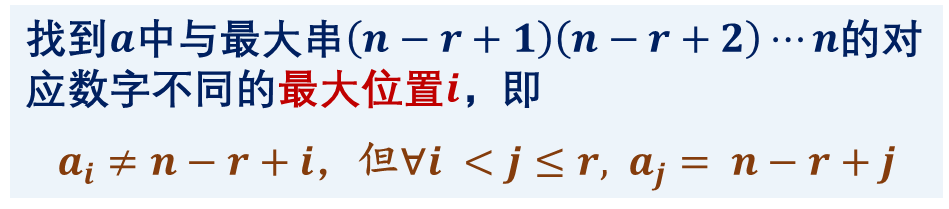 找到a中与最大串(n − r + 1)(n − r + 2) ⋯ n的对
应数字不同的最大位置i，即
aᵢ ≠ n − r + i，但∀i < j ≤ r, aⱼ = n − r + j